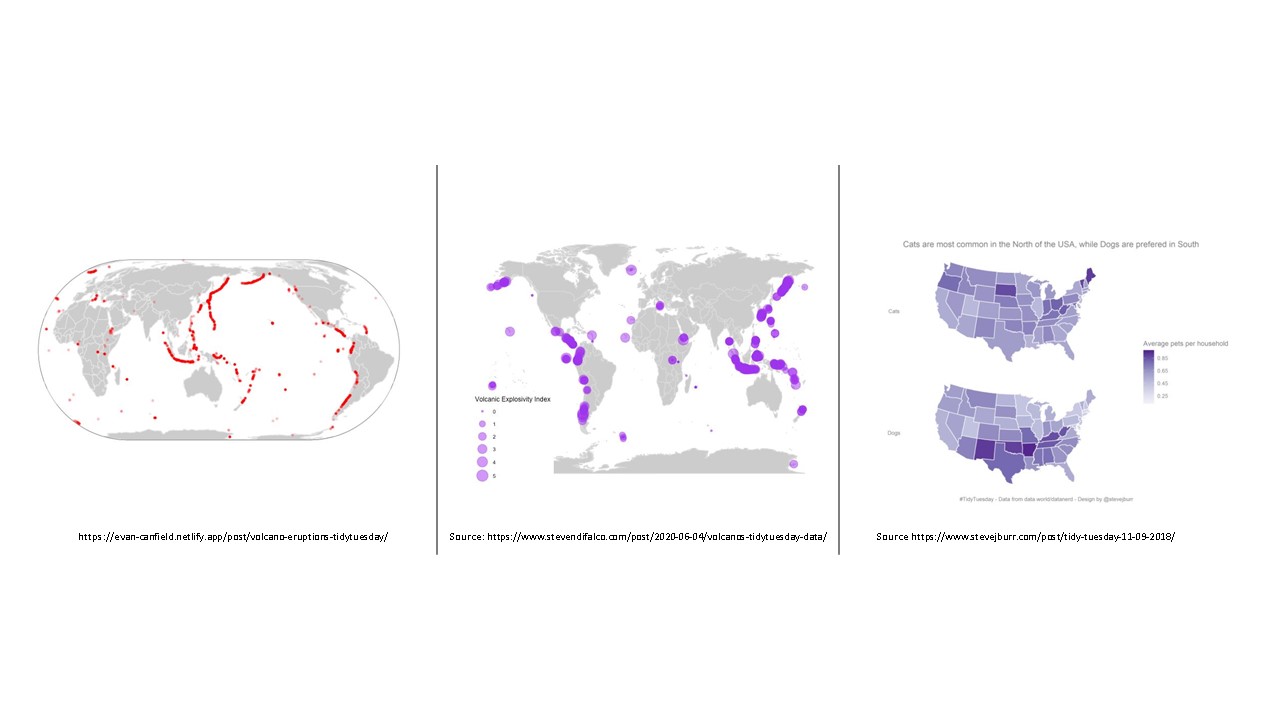 Cats are most common in the North of the USA, while Dogs are prefered in South
Cats
Average pets per household
0.85
0.65
0.45
0.25
Dogs
#TidyTuesday - Data from data.world/datanerd - Design by @stevejburr
Volcanic Explosivity Index
0
1
2
3
4
5
https://evan-canfield.netlify.app/post/volcano-eruptions-tidytuesday/
Source: https://www.stevendifalco.com/post/2020-06-04/volcanos-tidytuesday-data/
Source https://www.stevejburr.com/post/tidy-tuesday-11-09-2018/